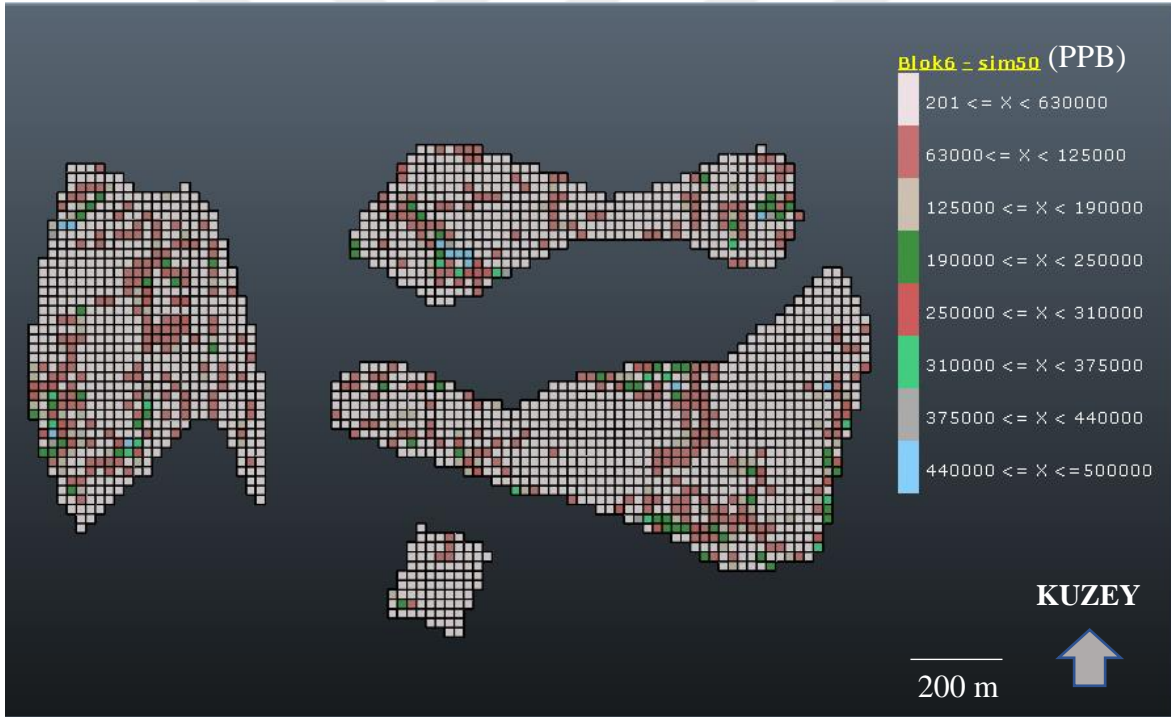 Blok6 - sim50 (PPB)
201 <= X < 630000
63000<= X < 125000
125000 <= X < 190000
190000 <= X < 250000
250000 <= X < 310000
310000 <= X < 375000
375000 <= X < 440000
440000 <= X <=500000
KUZEY
200 m